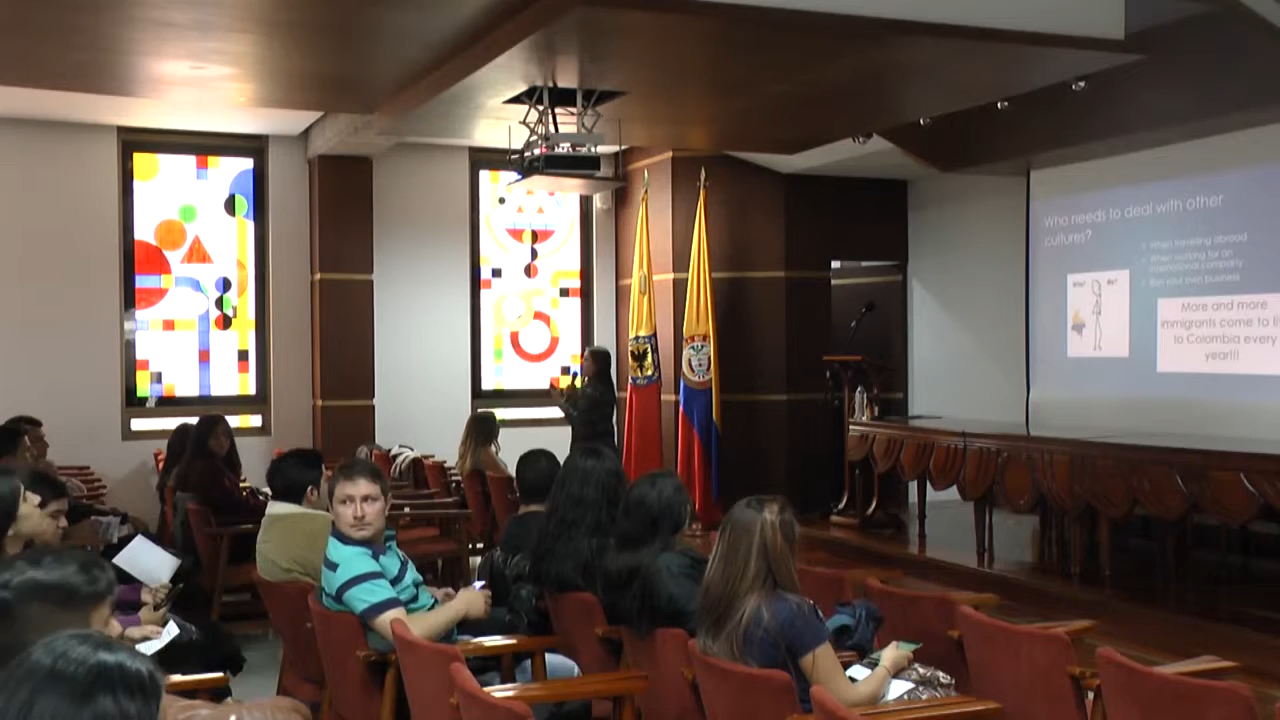 Who needs to deal with other
cultures?
When traveling abroad
When working for an
international company
Run your own business
Who?
More and more
immigrants come to
to Colombia every
year!!!